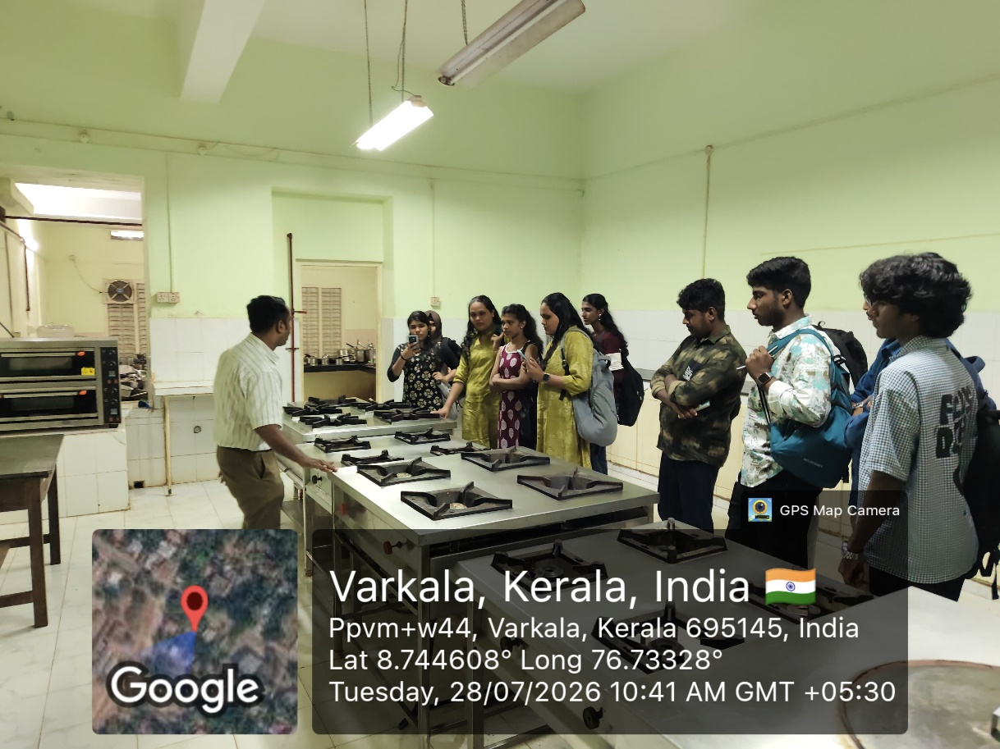 GPS Map Camera
Varkala, Kerala, India
Ppvm+w44, Varkala, Kerala 695145, India
Lat 8.744608° Long 76.73328°
Tuesday, 28/07/2026 10:41 AM GMT +05:30
Google